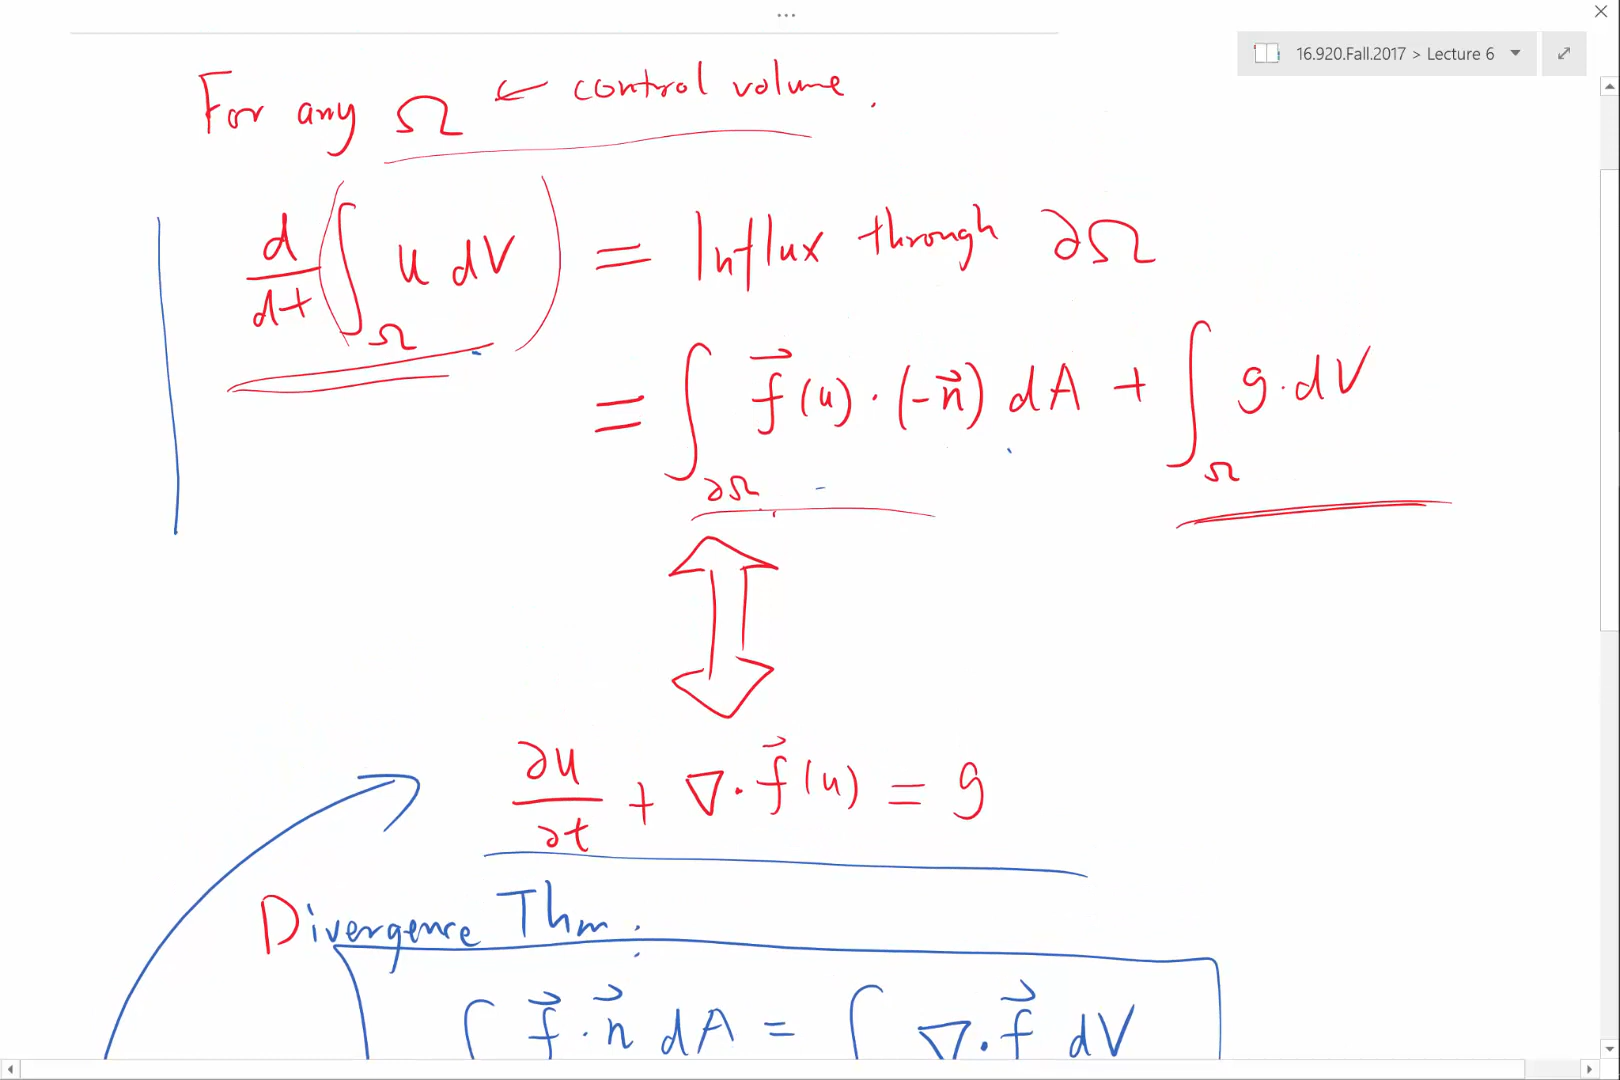 ...
16.920.Fall.2017 > Lecture 6
For any Ω ← control volume.
d/dt (∫_Ω u dV) = Influx through ∂Ω
= ∫_∂Ω f⃗(u)·(-n⃗) dA + ∫_Ω g·dV
∂u/∂t + ∇·f⃗(u) = g
Divergence Thm.
∫ f⃗·n⃗ dA = ∫ ∇·f⃗ dV